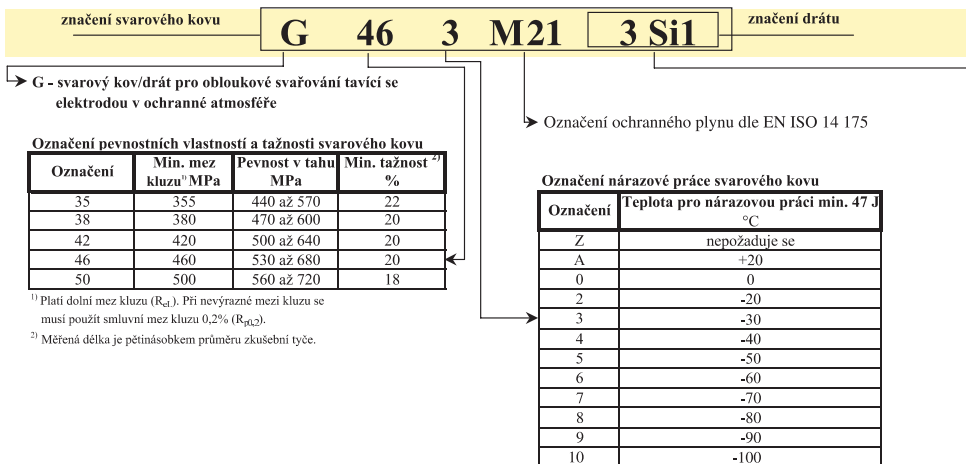 značení svarového kovu G 46 3 M21 3 Si1 značení drátu
G - svarový kov/drát pro obloukové svařování tavící se
elektrodou v ochranné atmosféře
Označení ochranného plynu dle EN ISO 14 175
Označení pevnostních vlastností a tažnosti svarového kovu
Označení Min. mez kluzu¹⁾ MPa Pevnost v tahu MPa Min. tažnost ²⁾ %
35 355 440 až 570 22
38 380 470 až 600 20
42 420 500 až 640 20
46 460 530 až 680 20
50 500 560 až 720 18
¹⁾ Platí dolní mez kluzu (ReL). Při nevýrazné mezi kluzu se
musí použít smluvní mez kluzu 0,2% (Rp0,2).
²⁾ Měřená délka je pětinásobkem průměru zkušební tyče.
Označení nárazové práce svarového kovu
Označení Teplota pro nárazovou práci min. 47 J °C
Z nepožaduje se
A +20
0 0
2 -20
3 -30
4 -40
5 -50
6 -60
7 -70
8 -80
9 -90
10 -100